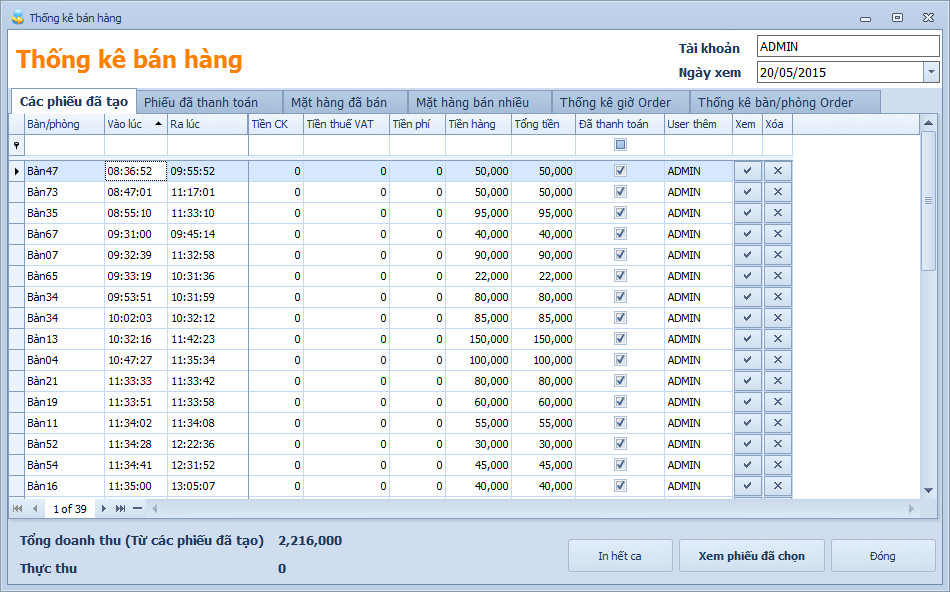 Thống kê bán hàng
Thống kê bán hàng
Tài khoản ADMIN
Ngày xem 20/05/2015
Các phiếu đã tạo Phiếu đã thanh toán Mặt hàng đã bán Mặt hàng bán nhiều Thống kê giờ Order Thống kê bàn/phòng Order
Bàn/phòng Vào lúc Ra lúc Tiền CK Tiền thuế VAT Tiền phí Tiền hàng Tổng tiền Đã thanh toán User thêm Xem Xóa
Bàn47 08:36:52 09:55:52 0 0 0 50,000 50,000 ADMIN
Bàn73 08:47:01 11:17:01 0 0 0 50,000 50,000 ADMIN
Bàn35 08:55:10 11:33:10 0 0 0 95,000 95,000 ADMIN
Bàn67 09:31:00 09:45:14 0 0 0 40,000 40,000 ADMIN
Bàn07 09:32:39 11:32:58 0 0 0 90,000 90,000 ADMIN
Bàn65 09:33:19 10:31:36 0 0 0 22,000 22,000 ADMIN
Bàn34 09:53:51 10:31:59 0 0 0 80,000 80,000 ADMIN
Bàn34 10:02:03 10:32:12 0 0 0 85,000 85,000 ADMIN
Bàn13 10:32:16 11:42:23 0 0 0 150,000 150,000 ADMIN
Bàn04 10:47:27 11:35:34 0 0 0 100,000 100,000 ADMIN
Bàn21 11:33:33 11:33:42 0 0 0 80,000 80,000 ADMIN
Bàn19 11:33:51 11:33:58 0 0 0 60,000 60,000 ADMIN
Bàn11 11:34:02 11:34:08 0 0 0 55,000 55,000 ADMIN
Bàn52 11:34:28 12:22:36 0 0 0 30,000 30,000 ADMIN
Bàn54 11:34:41 12:31:52 0 0 0 45,000 45,000 ADMIN
Bàn16 11:35:00 13:05:07 0 0 0 40,000 40,000 ADMIN
1 of 39
Tổng doanh thu (Từ các phiếu đã tạo) 2,216,000
Thực thu 0
In hết ca Xem phiếu đã chọn Đóng